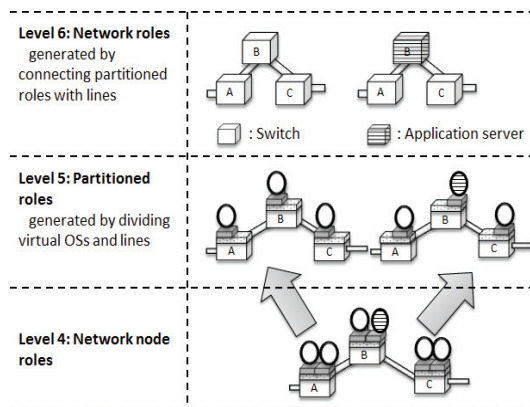 Level 6: Network roles
generated by
connecting partitioned
roles with lines
B
B
A
C
A
C
: Switch
: Application server
Level 5: Partitioned
roles
generated by dividing
virtual OSs and lines
B
B
A
C
A
C
Level 4: Network node
roles
B
A
C